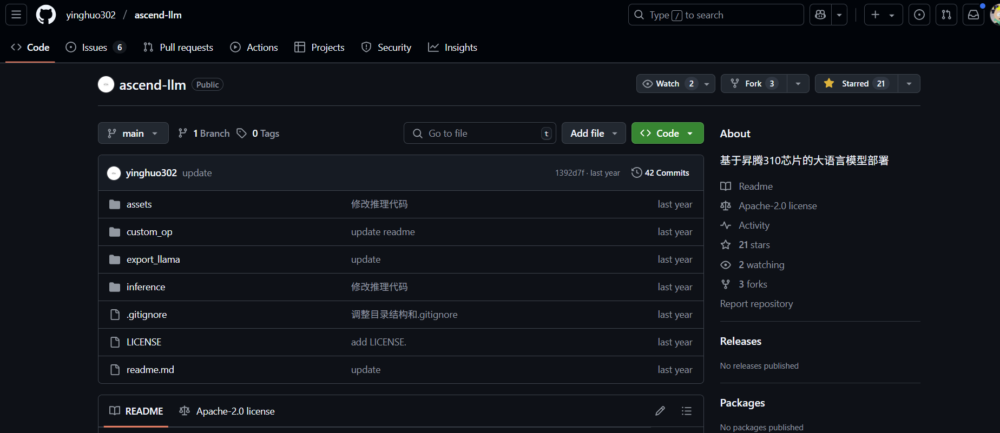 yinghuo302 / ascend-llm
Type / to search
Code
Issues 6
Pull requests
Actions
Projects
Security
Insights
ascend-llm Public
Watch 2
Fork 3
Starred 21
main
1 Branch
0 Tags
Go to file t
Add file
Code
yinghuo302 update 1392d7f · last year 42 Commits
assets 修改推理代码 last year
custom_op update readme last year
export_llama update last year
inference 修改推理代码 last year
.gitignore 调整目录结构和.gitignore last year
LICENSE add LICENSE. last year
readme.md update last year
README
Apache-2.0 license
About
基于昇腾310芯片的大语言模型部署
Readme
Apache-2.0 license
Activity
21 stars
2 watching
3 forks
Report repository
Releases
No releases published
Packages
No packages published